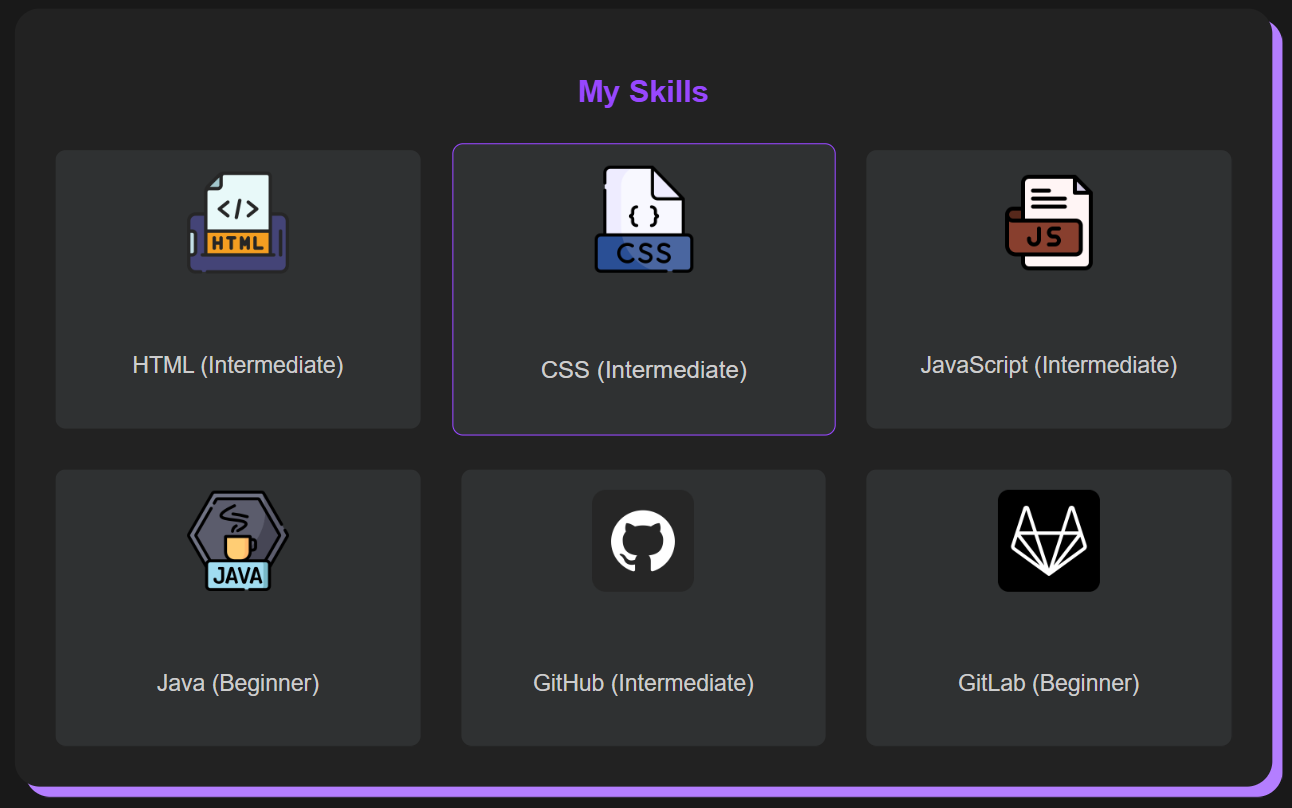 My Skills
</>
HTML
{ }
CSS
JS
HTML (Intermediate)
CSS (Intermediate)
JavaScript (Intermediate)
JAVA
Java (Beginner)
GitHub (Intermediate)
GitLab (Beginner)